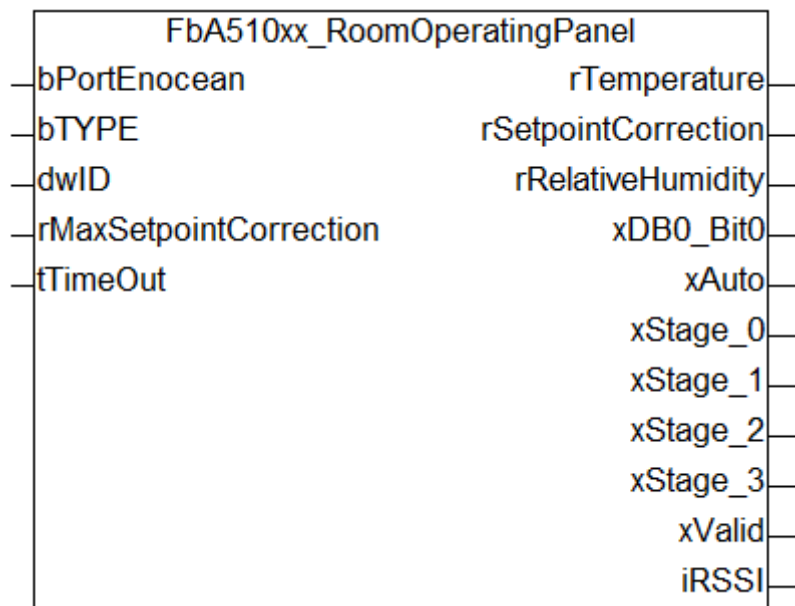 FbA510xx_RoomOperatingPanel
bPortEnocean rTemperature
bTYPE rSetpointCorrection
dwID rRelativeHumidity
rMaxSetpointCorrection xDB0_Bit0
tTimeOut xAuto
xStage_0
xStage_1
xStage_2
xStage_3
xValid
iRSSI